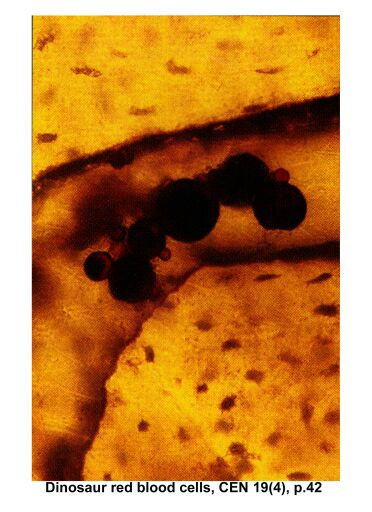 Dinosaur red blood cells, CEN 19(4), p.42